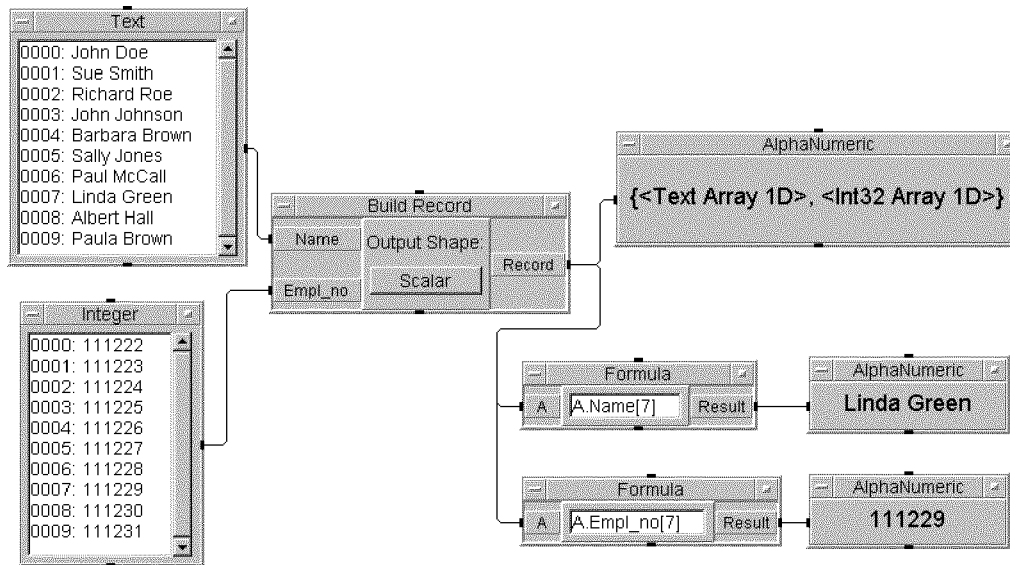 Text
0000: John Doe
0001: Sue Smith
0002: Richard Roe
0003: John Johnson
0004: Barbara Brown
0005: Sally Jones
0006: Paul McCall
0007: Linda Green
0008: Albert Hall
0009: Paula Brown
Integer
0000: 111222
0001: 111223
0002: 111224
0003: 111225
0004: 111226
0005: 111227
0006: 111228
0007: 111229
0008: 111230
0009: 111231
Build Record
Name
Empl_no
Output Shape:
Scalar
Record
AlphaNumeric
{<Text Array 1D>, <Int32 Array 1D>}
Formula
A
A.Name[7]
Result
AlphaNumeric
Linda Green
Formula
A
A.Empl_no[7]
Result
AlphaNumeric
111229